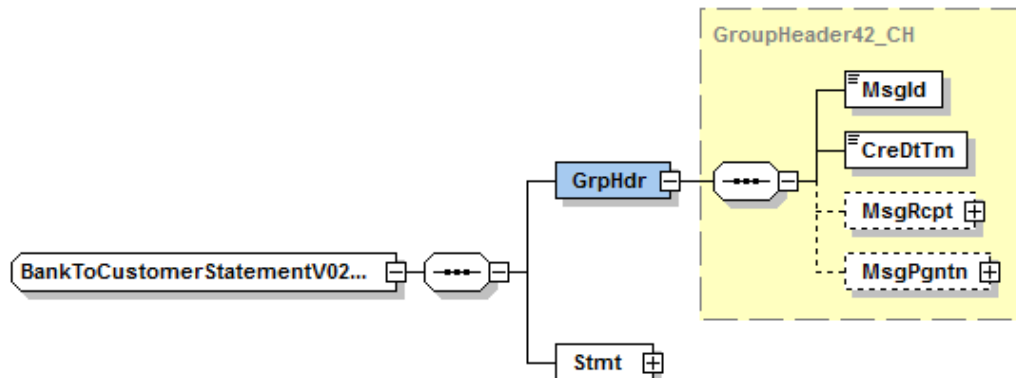 GroupHeader42_CH
MsgId
CreDtTm
GrpHdr
MsgRcpt
BankToCustomerStatementV02...
MsgPgntn
Stmt